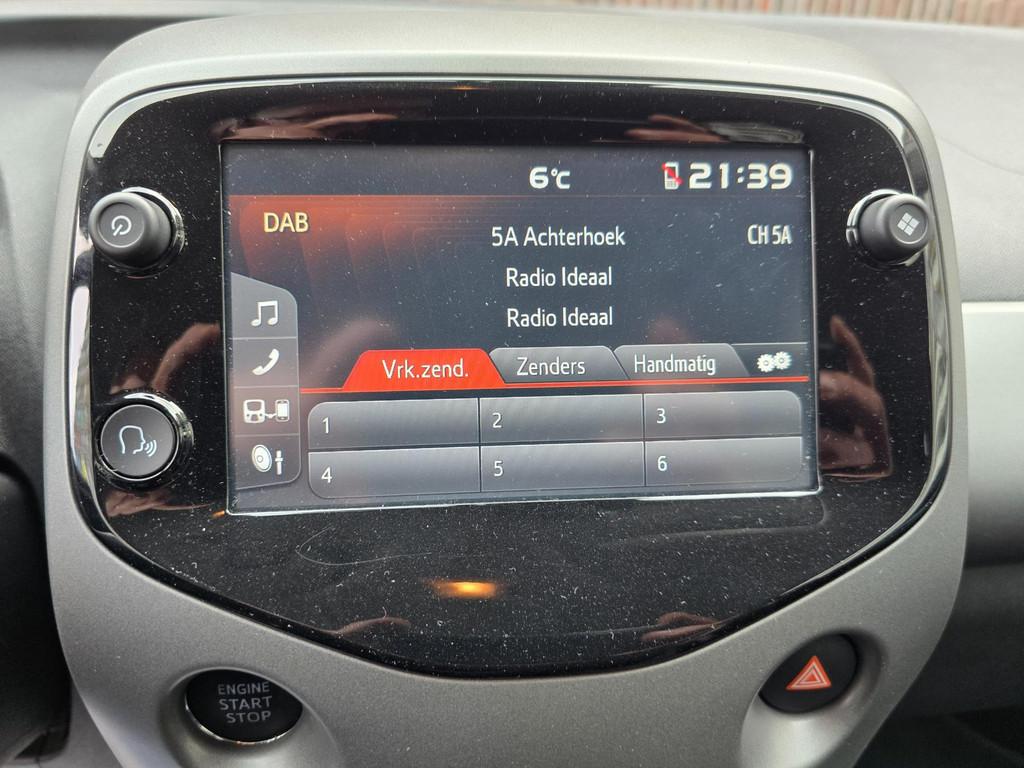 6°C
21:39
DAB
5A Achterhoek
CH 5A
Radio Ideaal
Radio Ideaal
Vrk.zend.
Zenders
Handmatig
1
2
3
4
5
6
ENGINE
START
STOP